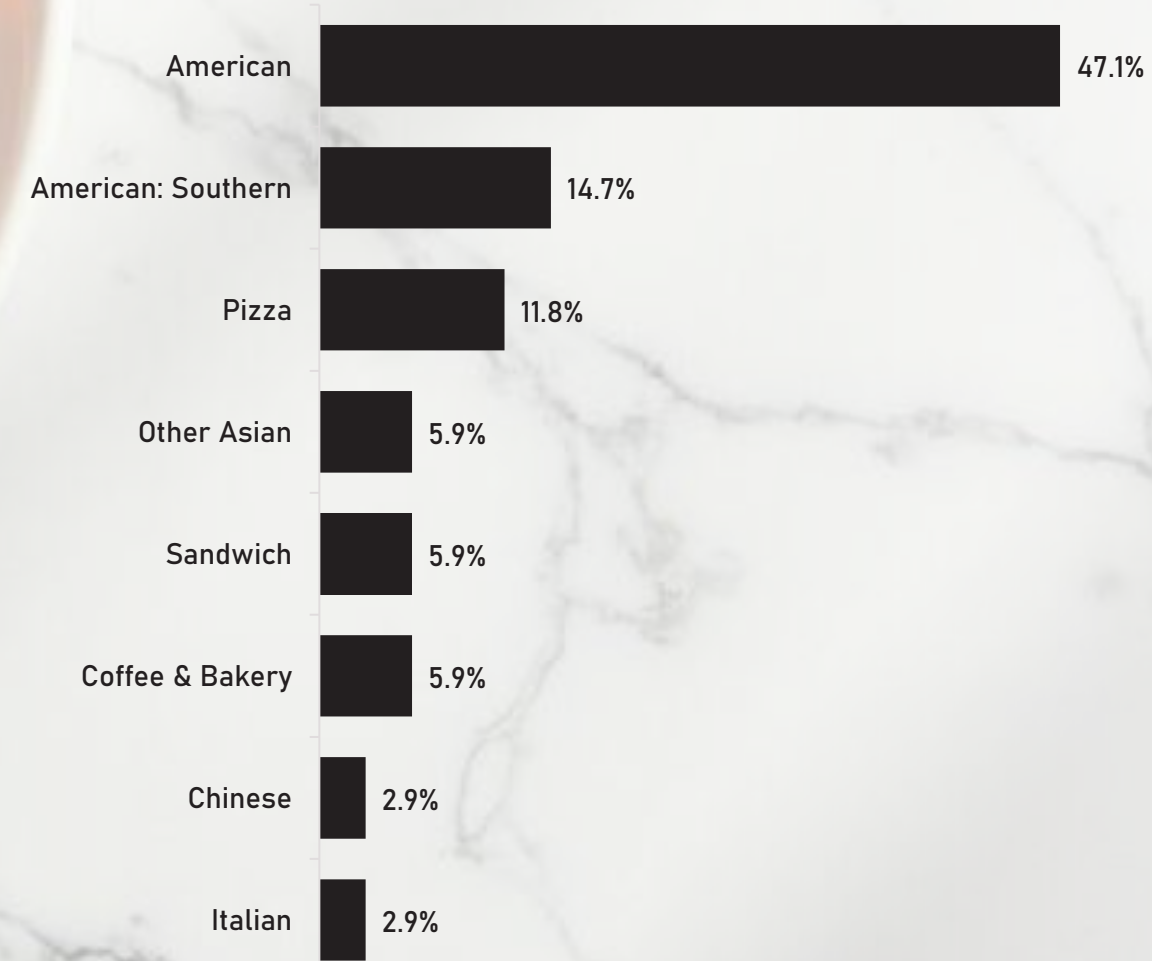 American 47.1%
American: Southern 14.7%
Pizza 11.8%
Other Asian 5.9%
Sandwich 5.9%
Coffee & Bakery 5.9%
Chinese 2.9%
Italian 2.9%